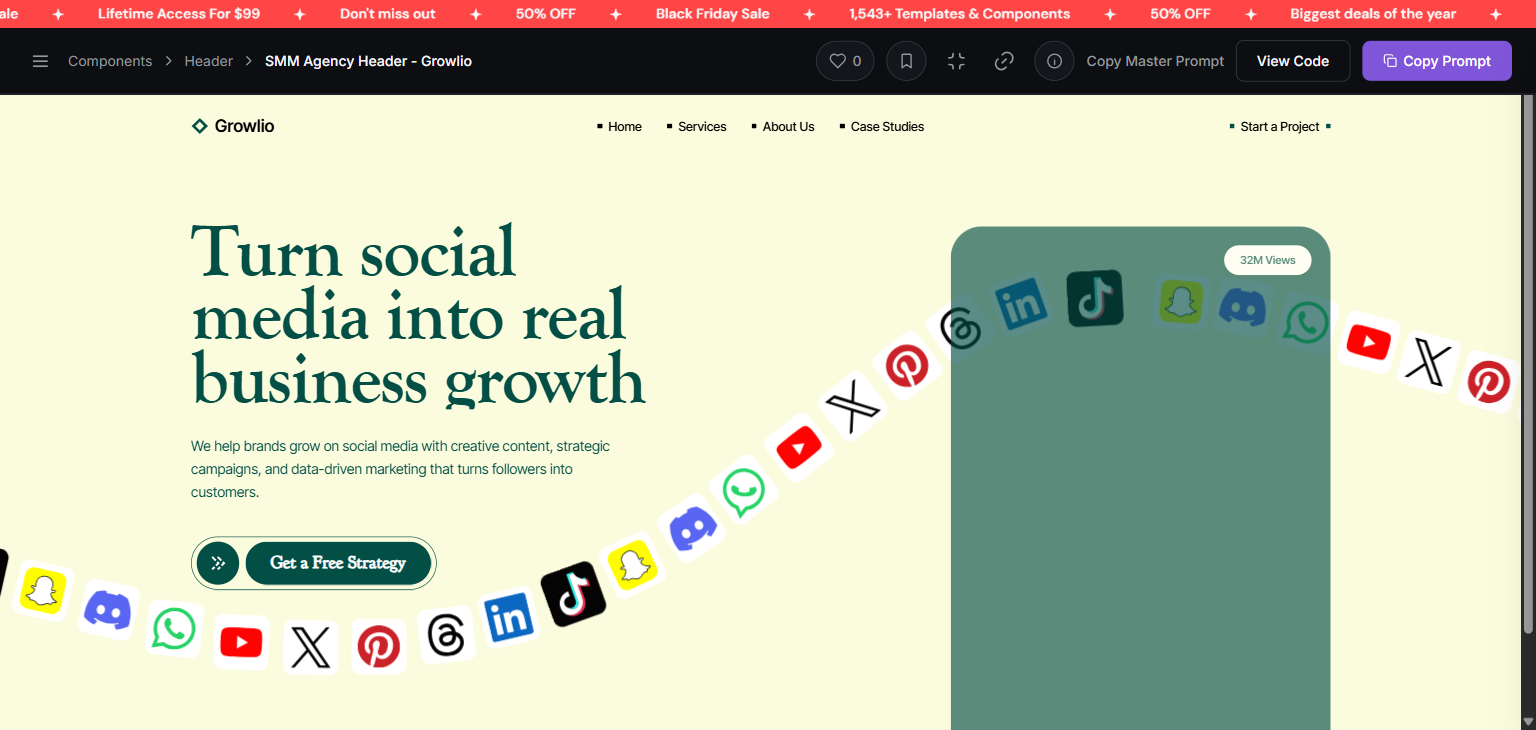 ale Lifetime Access For $99 Don't miss out 50% OFF Black Friday Sale 1,543+ Templates & Components 50% OFF Biggest deals of the year
Components Header SMM Agency Header - Growlio 0 Copy Master Prompt View Code Copy Prompt
Growlio Home Services About Us Case Studies Start a Project
Turn social
media into real
business growth
32M Views
We help brands grow on social media with creative content, strategic
campaigns, and data-driven marketing that turns followers into
customers.
Get a Free Strategy